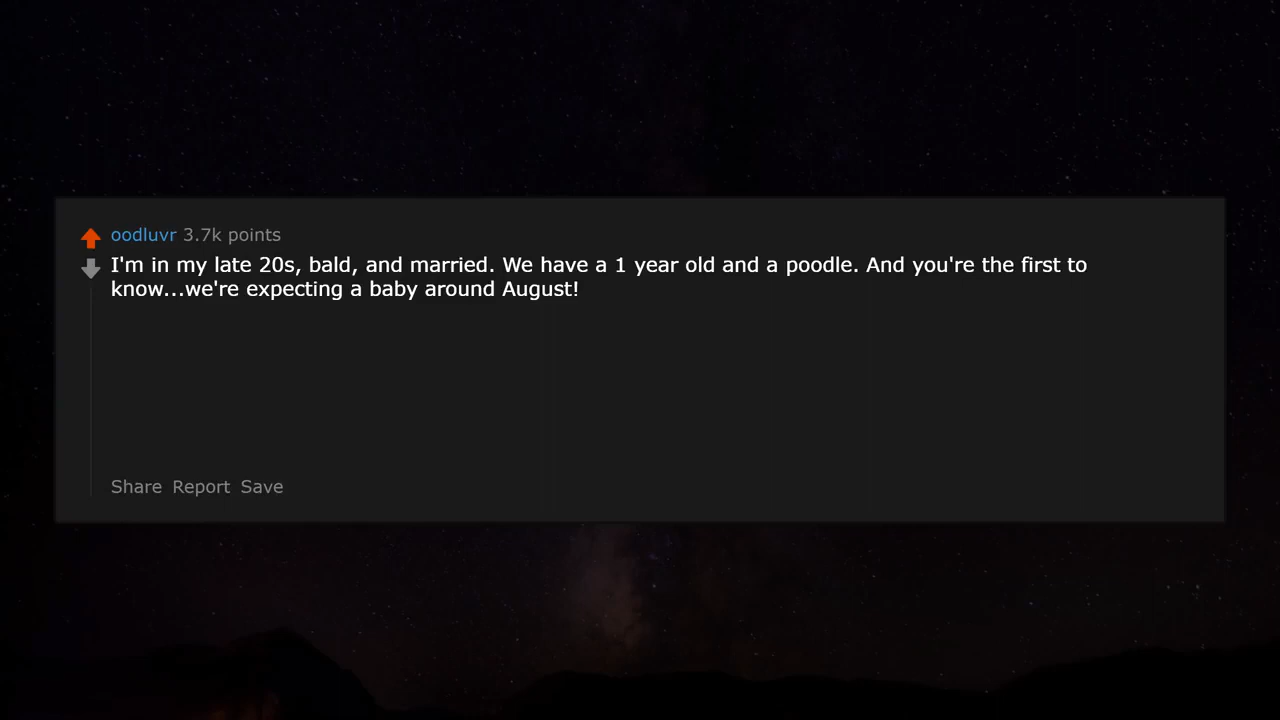 oodluvr 3.7k points
I'm in my late 20s, bald, and married. We have a 1 year old and a poodle. And you're the first to
know...we're expecting a baby around August!
Share Report Save